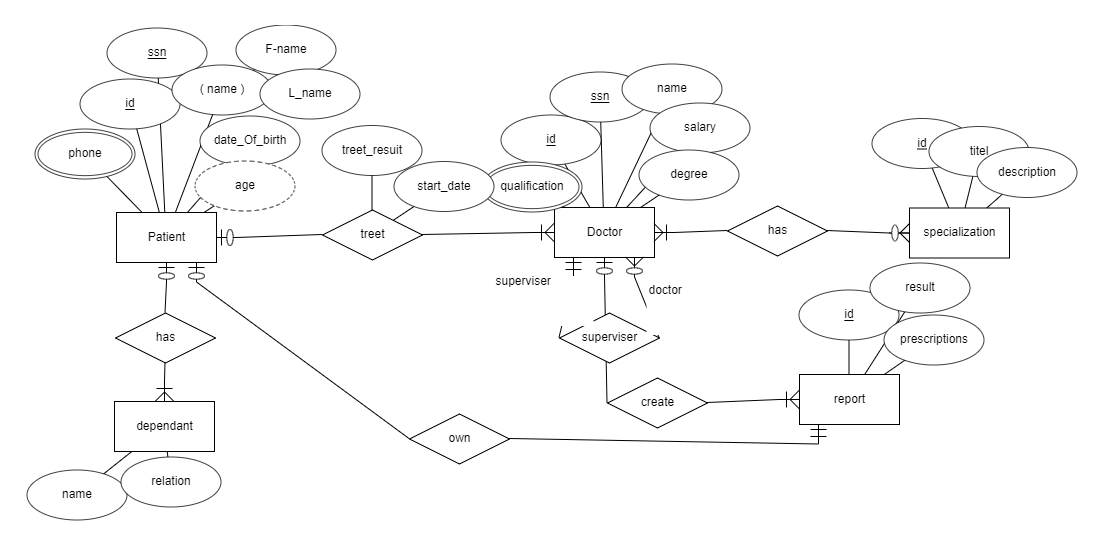 ssn
F-name
id
( name )
L_name
phone
date_Of_birth
age
Patient
treet_resuit
start_date
treet
ssn
name
id
salary
qualification
degree
Doctor
has
id
titel
description
specialization
superviser
doctor
superviser
has
dependant
name
relation
own
create
id
result
prescriptions
report